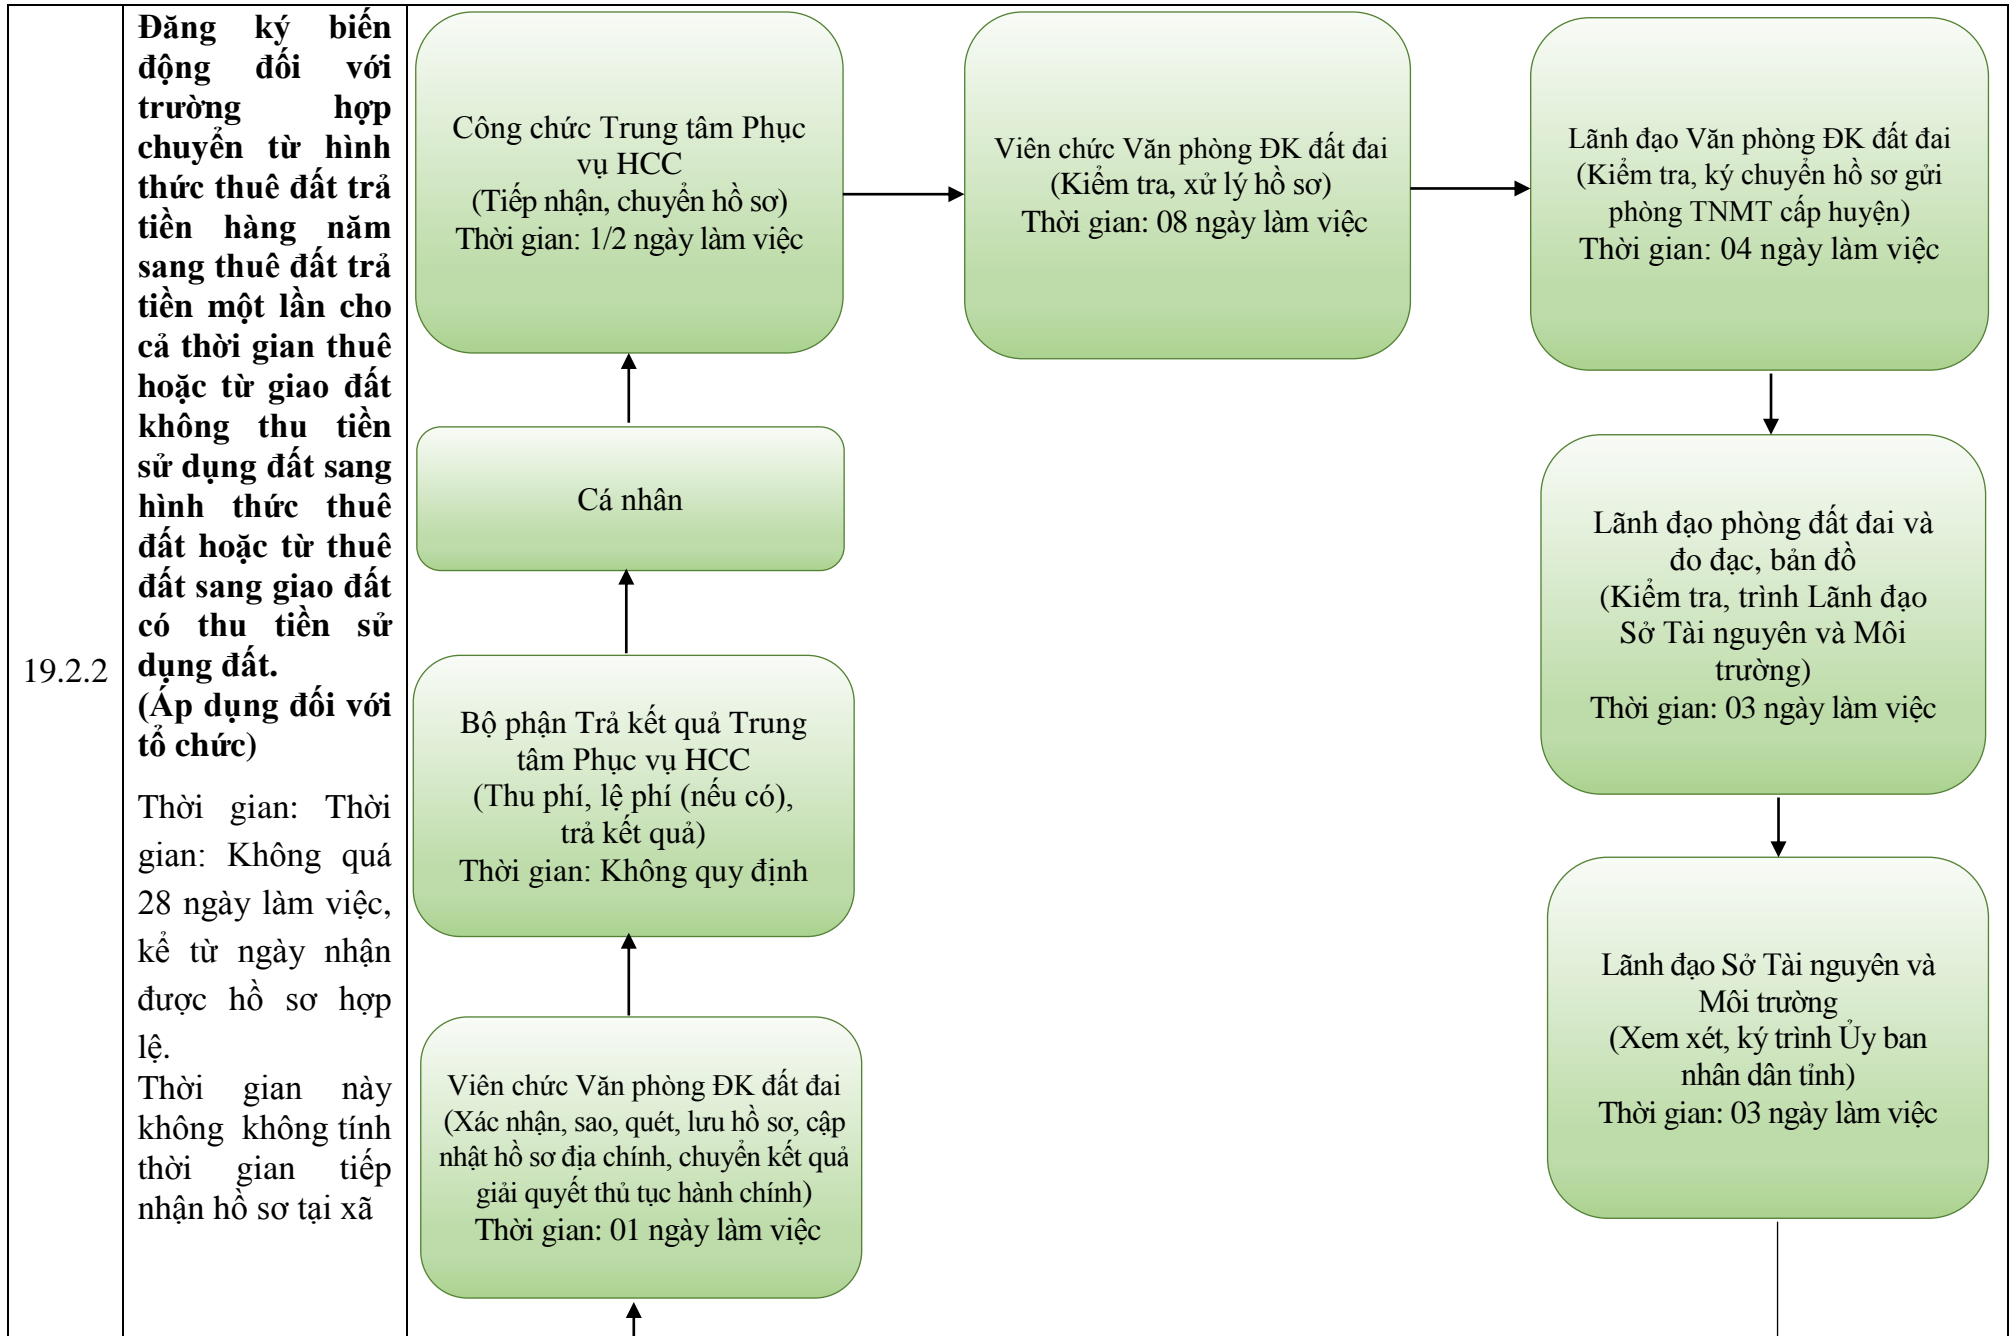 19.2.2
Đăng ký biến
động đối với
trường hợp
chuyển từ hình
thức thuê đất trả
tiền hàng năm
sang thuê đất trả
tiền một lần cho
cả thời gian thuê
hoặc từ giao đất
không thu tiền
sử dụng đất sang
hình thức thuê
đất hoặc từ thuê
đất sang giao đất
có thu tiền sử
dụng đất.
(Áp dụng đối với
tổ chức)
Thời gian: Thời
gian: Không quá
28 ngày làm việc,
kể từ ngày nhận
được hồ sơ hợp
lệ.
Thời gian này
không không tính
thời gian tiếp
nhận hồ sơ tại xã
Công chức Trung tâm Phục
vụ HCC
(Tiếp nhận, chuyển hồ sơ)
Thời gian: 1/2 ngày làm việc
Viên chức Văn phòng ĐK đất đai
(Kiểm tra, xử lý hồ sơ)
Thời gian: 08 ngày làm việc
Lãnh đạo Văn phòng ĐK đất đai
(Kiểm tra, ký chuyển hồ sơ gửi
phòng TNMT cấp huyện)
Thời gian: 04 ngày làm việc
Cá nhân
Lãnh đạo phòng đất đai và
đo đạc, bản đồ
(Kiểm tra, trình Lãnh đạo
Sở Tài nguyên và Môi
trường)
Thời gian: 03 ngày làm việc
Bộ phận Trả kết quả Trung
tâm Phục vụ HCC
(Thu phí, lệ phí (nếu có),
trả kết quả)
Thời gian: Không quy định
Lãnh đạo Sở Tài nguyên và
Môi trường
(Xem xét, ký trình Ủy ban
nhân dân tỉnh)
Thời gian: 03 ngày làm việc
Viên chức Văn phòng ĐK đất đai
(Xác nhận, sao, quét, lưu hồ sơ, cập
nhật hồ sơ địa chính, chuyển kết quả
giải quyết thủ tục hành chính)
Thời gian: 01 ngày làm việc